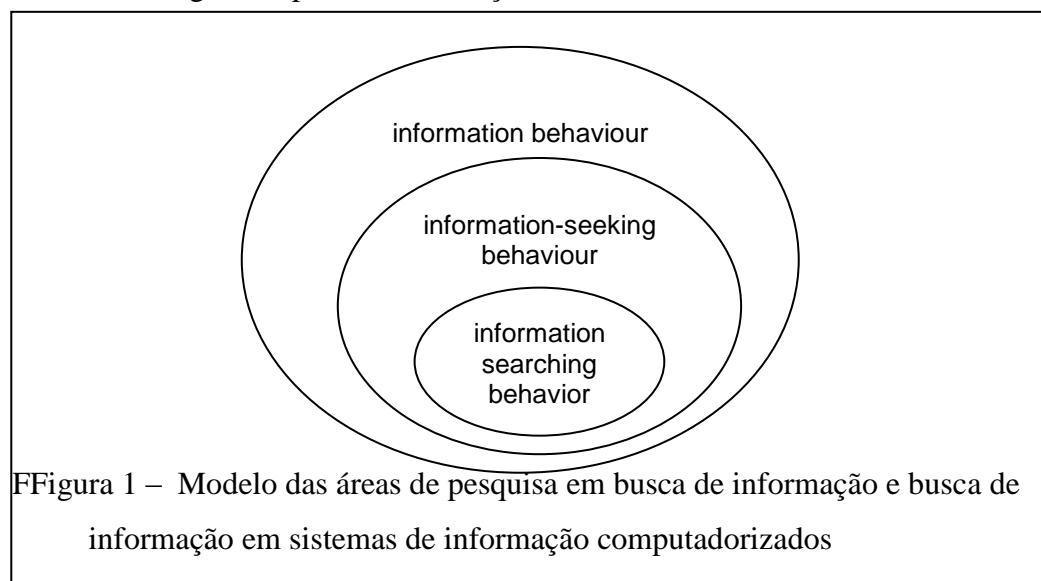 information behaviour
information-seeking
behaviour
information
searching
behavior
FFigura 1 – Modelo das áreas de pesquisa em busca de informação e busca de
informação em sistemas de informação computadorizados